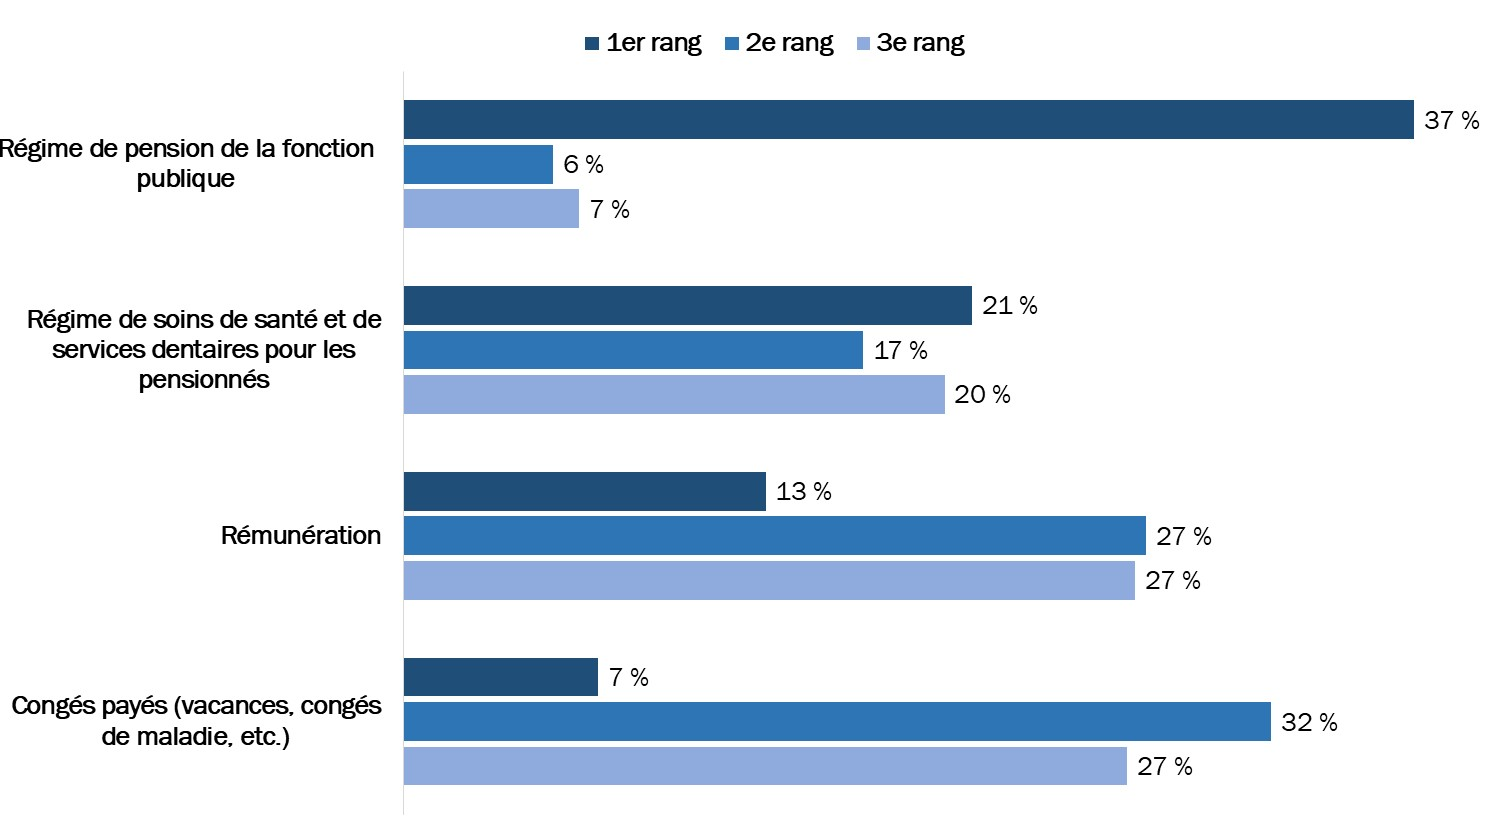 1er rang 2e rang 3e rang
Régime de pension de la fonction
publique
37 %
6 %
7 %
Régime de soins de santé et de
services dentaires pour les
pensionnés
21 %
17 %
20 %
Rémunération
13 %
27 %
27 %
Congés payés (vacances, congés
de maladie, etc.)
7 %
32 %
27 %